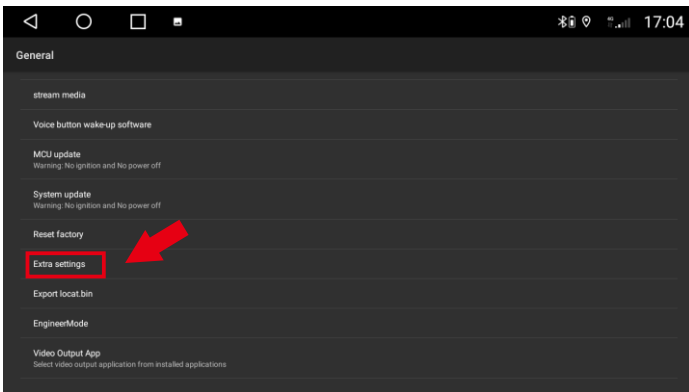 17:04
General
stream media
Voice button wake-up software
MCU update
Warning: No ignition and No power off
System update
Warning: No ignition and No power off
Reset factory
Extra settings
Export locat.bin
EngineerMode
Video Output App
Select video output application from installed applications